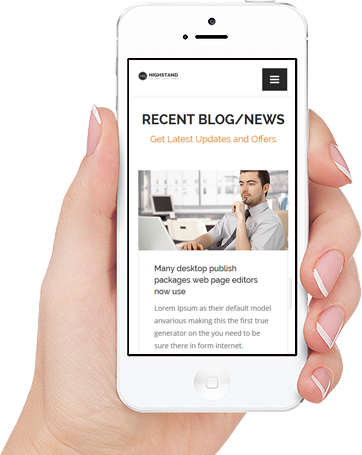 HIGHSTAND
RECENT BLOG/NEWS
Get Latest Updates and Offers
Many desktop publish
packages web page editors
now use
Lorem Ipsum as their default model
anvarious making this the first true
generator on the you need to be
sure there in form internet.